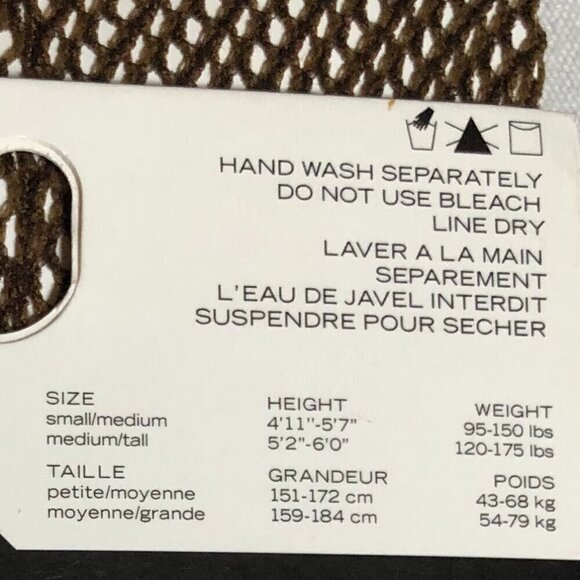 HAND WASH SEPARATELY
DO NOT USE BLEACH
LINE DRY
LAVER A LA MAIN
SEPAREMENT
L'EAU DE JAVEL INTERDIT
SUSPENDRE POUR SECHER
SIZE HEIGHT WEIGHT
small/medium 4'11''-5'7" 95-150 lbs
medium/tall 5'2"-6'0" 120-175 lbs
TAILLE GRANDEUR POIDS
petite/moyenne 151-172 cm 43-68 kg
moyenne/grande 159-184 cm 54-79 kg